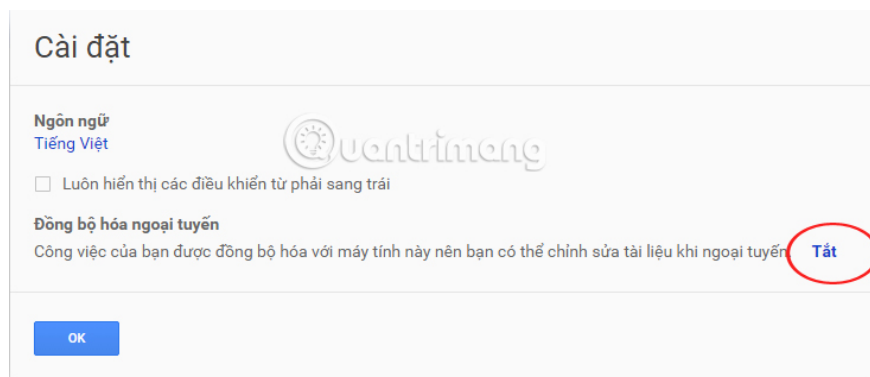 Cài đặt
Ngôn ngữ
Tiếng Việt
Quantrimang
Luôn hiển thị các điều khiển từ phải sang trái
Đồng bộ hóa ngoại tuyến
Công việc của bạn được đồng bộ hóa với máy tính này nên bạn có thể chỉnh sửa tài liệu khi ngoại tuyến. Tắt
OK